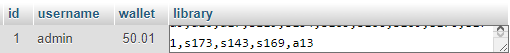 id username wallet library
1 admin 50.01
1,s173,s143,s169,a13